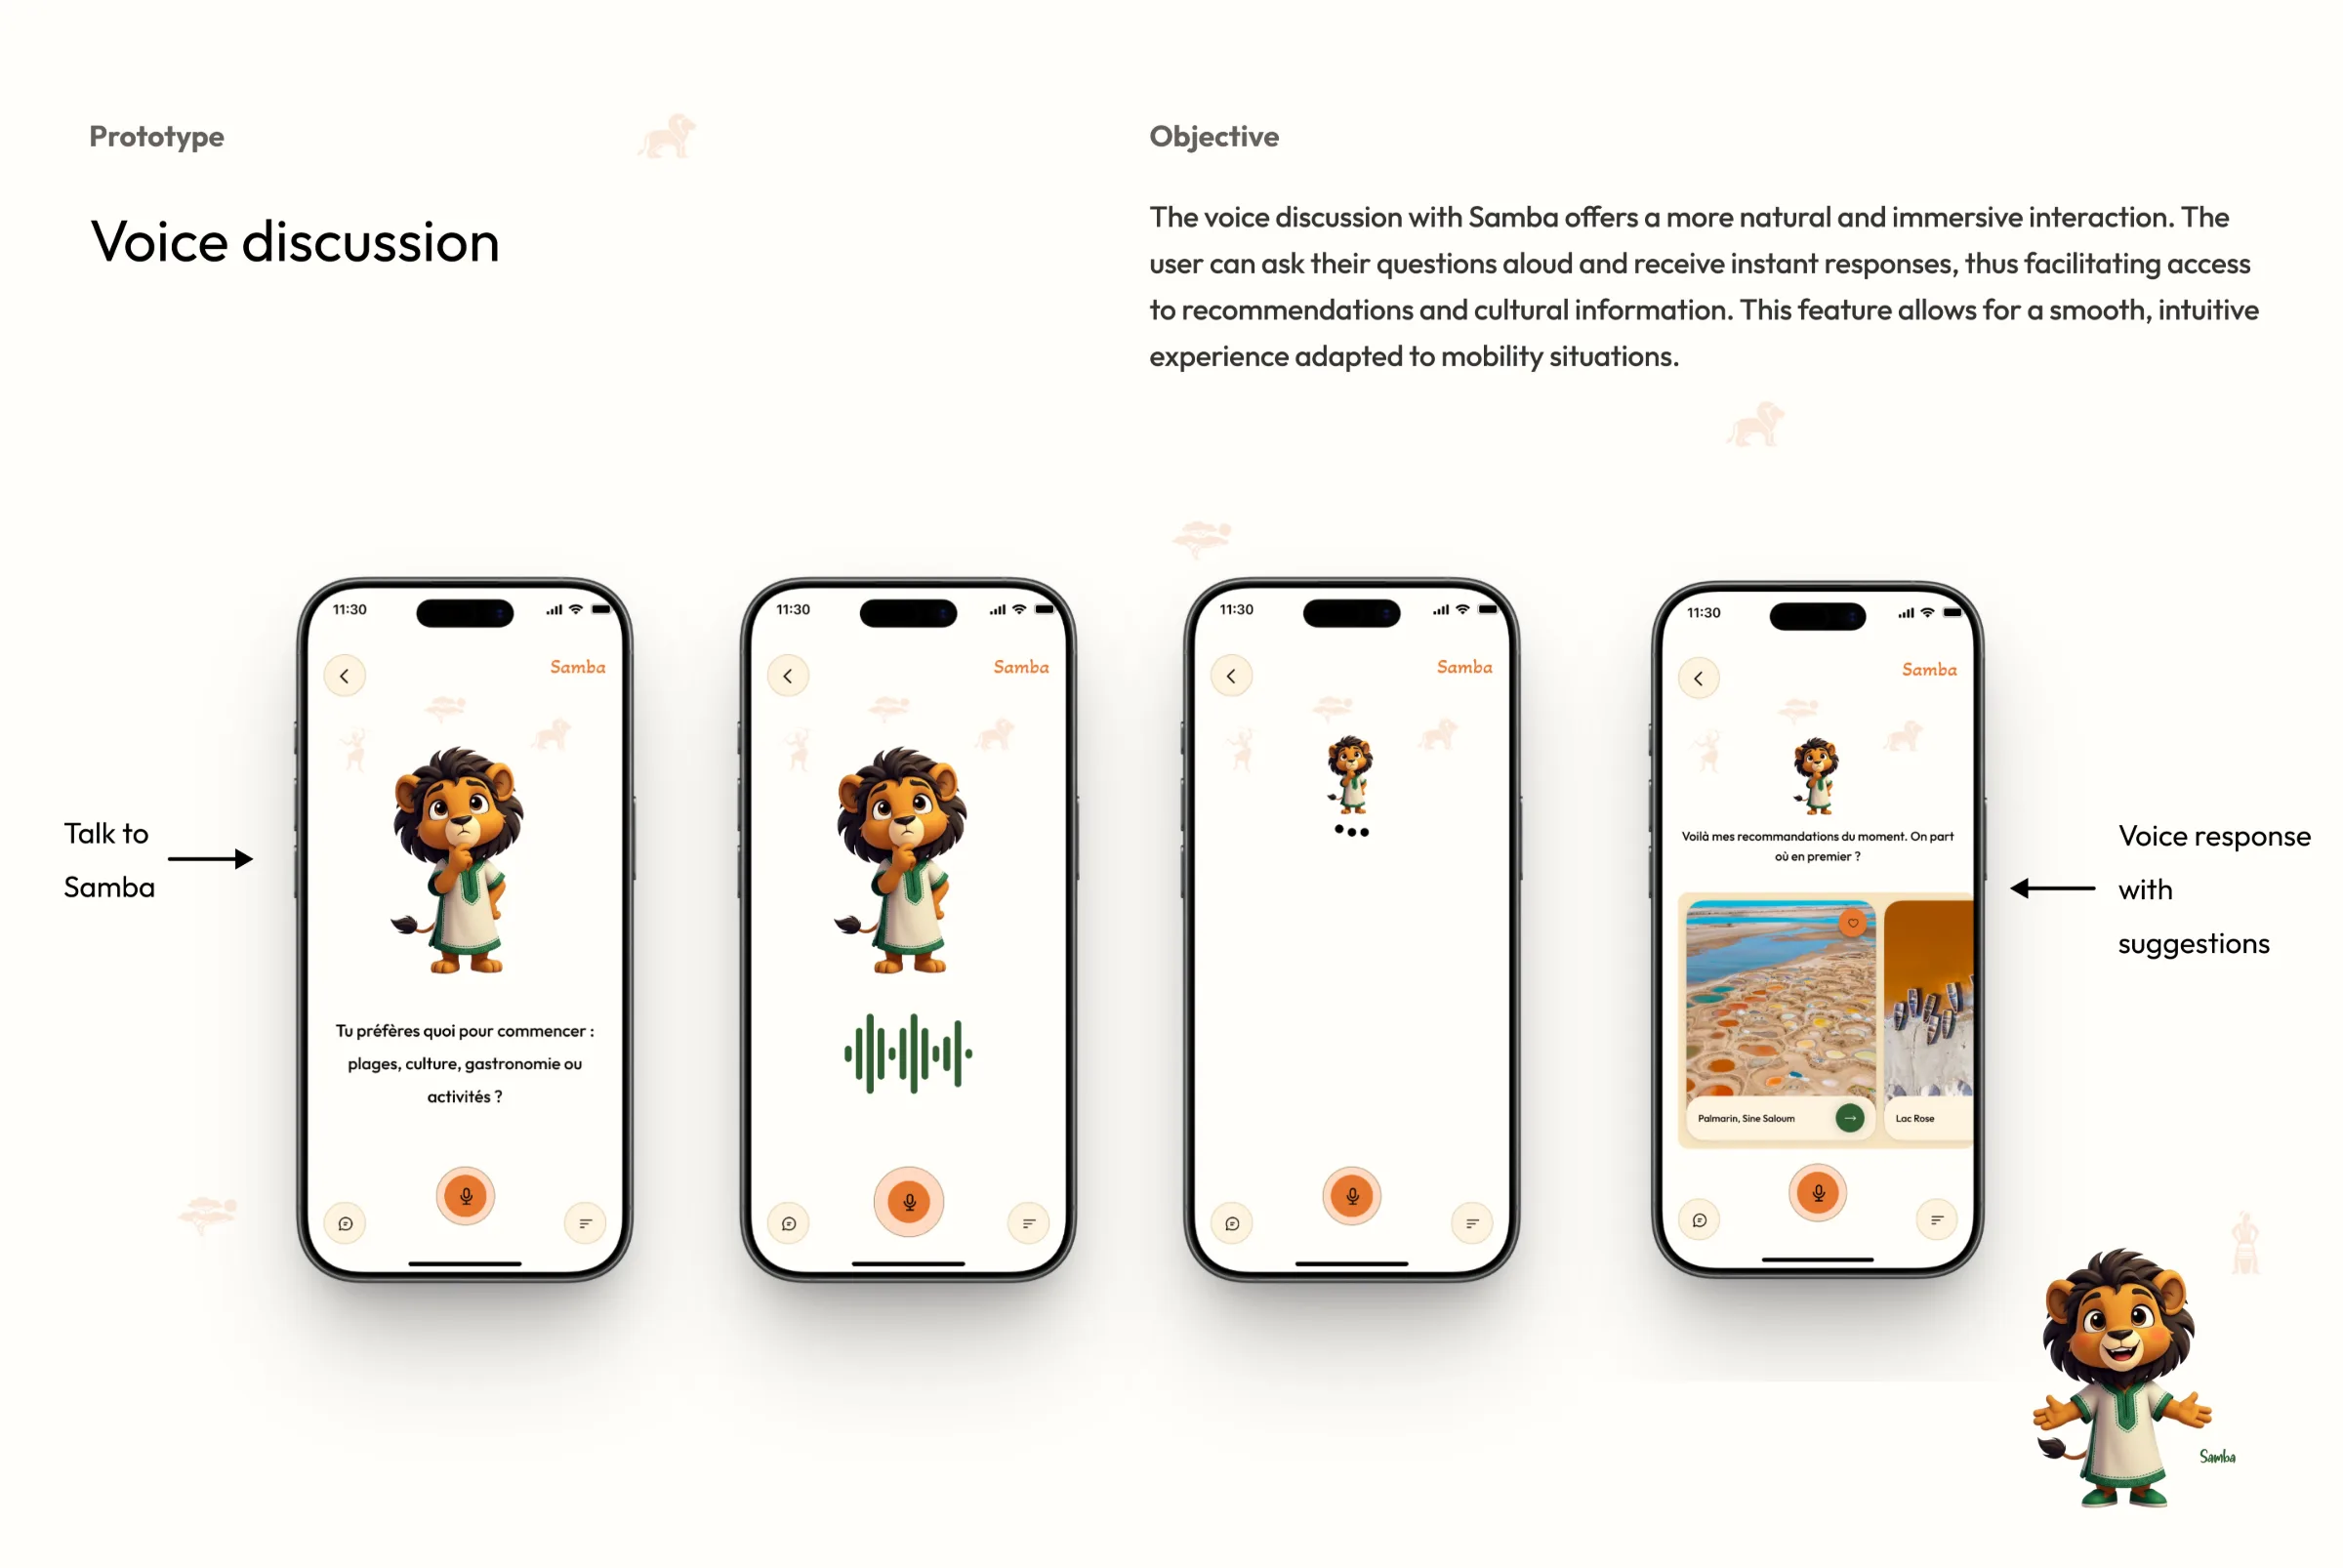 Prototype
Voice discussion
Objective
The voice discussion with Samba offers a more natural and immersive interaction. The
user can ask their questions aloud and receive instant responses, thus facilitating access
to recommendations and cultural information. This feature allows for a smooth, intuitive
experience adapted to mobility situations.
Talk to
Samba
11:30
Samba
Tu préfères quoi pour commencer :
plages, culture, gastronomie ou
activités ?
11:30
Samba
11:30
Samba
11:30
Samba
Voilà mes recommandations du moment. On part
où en premier ?
Palmarin, Sine Saloum
Lac Rose
Voice response
with
suggestions
Samba